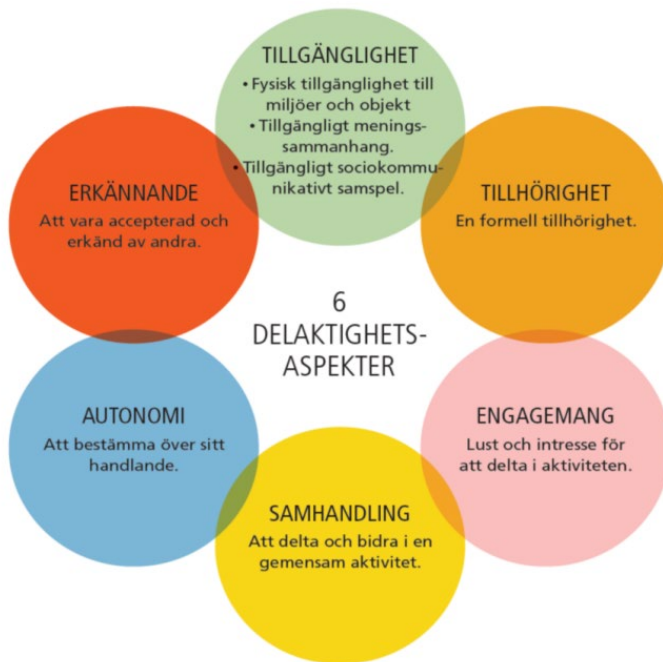 TILLGÄNGLIGHET
• Fysisk tillgänglighet till
miljöer och objekt
• Tillgängligt menings-
sammanhang.
• Tillgängligt sociokommu-
nikativt samspel.
TILLHÖRIGHET
En formell tillhörighet.
ENGAGEMANG
Lust och intresse för
att delta i aktiviteten.
SAMHANDLING
Att delta och bidra i en
gemensam aktivitet.
AUTONOMI
Att bestämma över sitt
handlande.
ERKÄNNANDE
Att vara accepterad och
erkänd av andra.
6
DELAKTIGHETS-
ASPEKTER